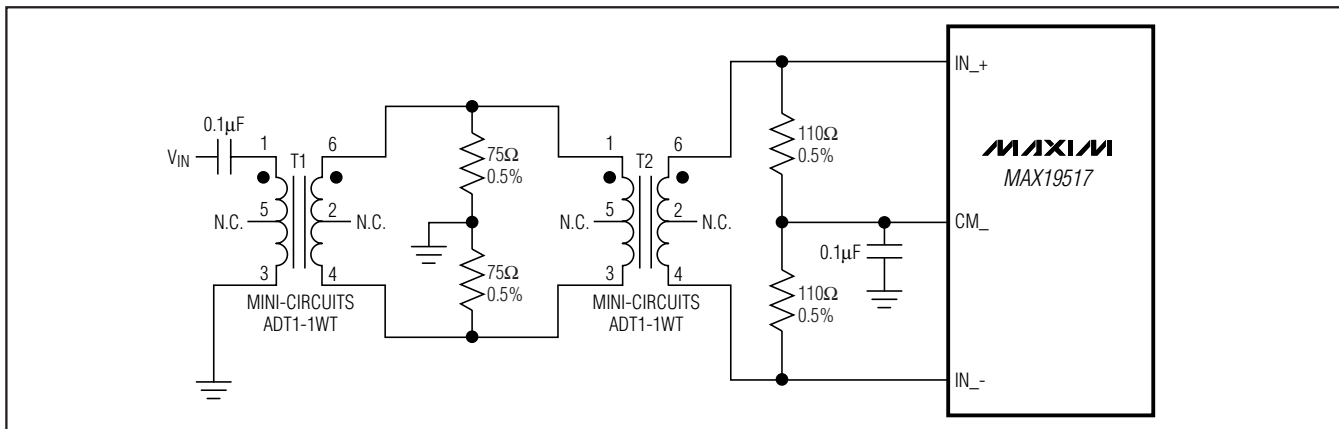 0.1μF
V_IN
1
T1
6
5
2
N.C.
N.C.
3
4
MINI-CIRCUITS
ADT1-1WT
75Ω
0.5%
75Ω
0.5%
1
T2
6
5
2
N.C.
N.C.
3
4
MINI-CIRCUITS
ADT1-1WT
110Ω
0.5%
110Ω
0.5%
0.1μF
IN_+
MAXIM
MAX19517
CM_
IN_-